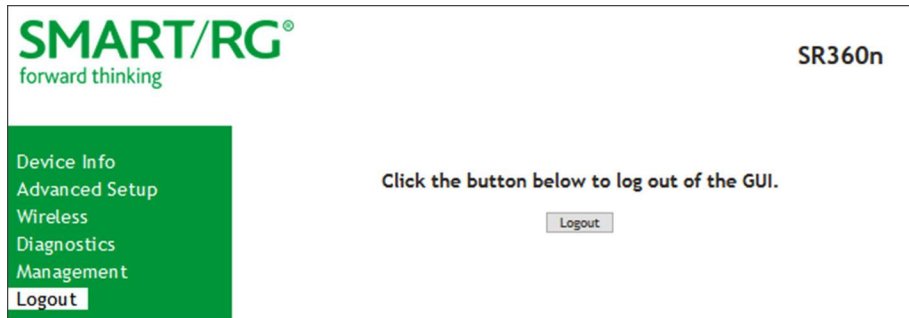 SMART/RG®
forward thinking
SR360n
Device Info
Advanced Setup
Wireless
Diagnostics
Management
Logout
Click the button below to log out of the GUI.
Logout